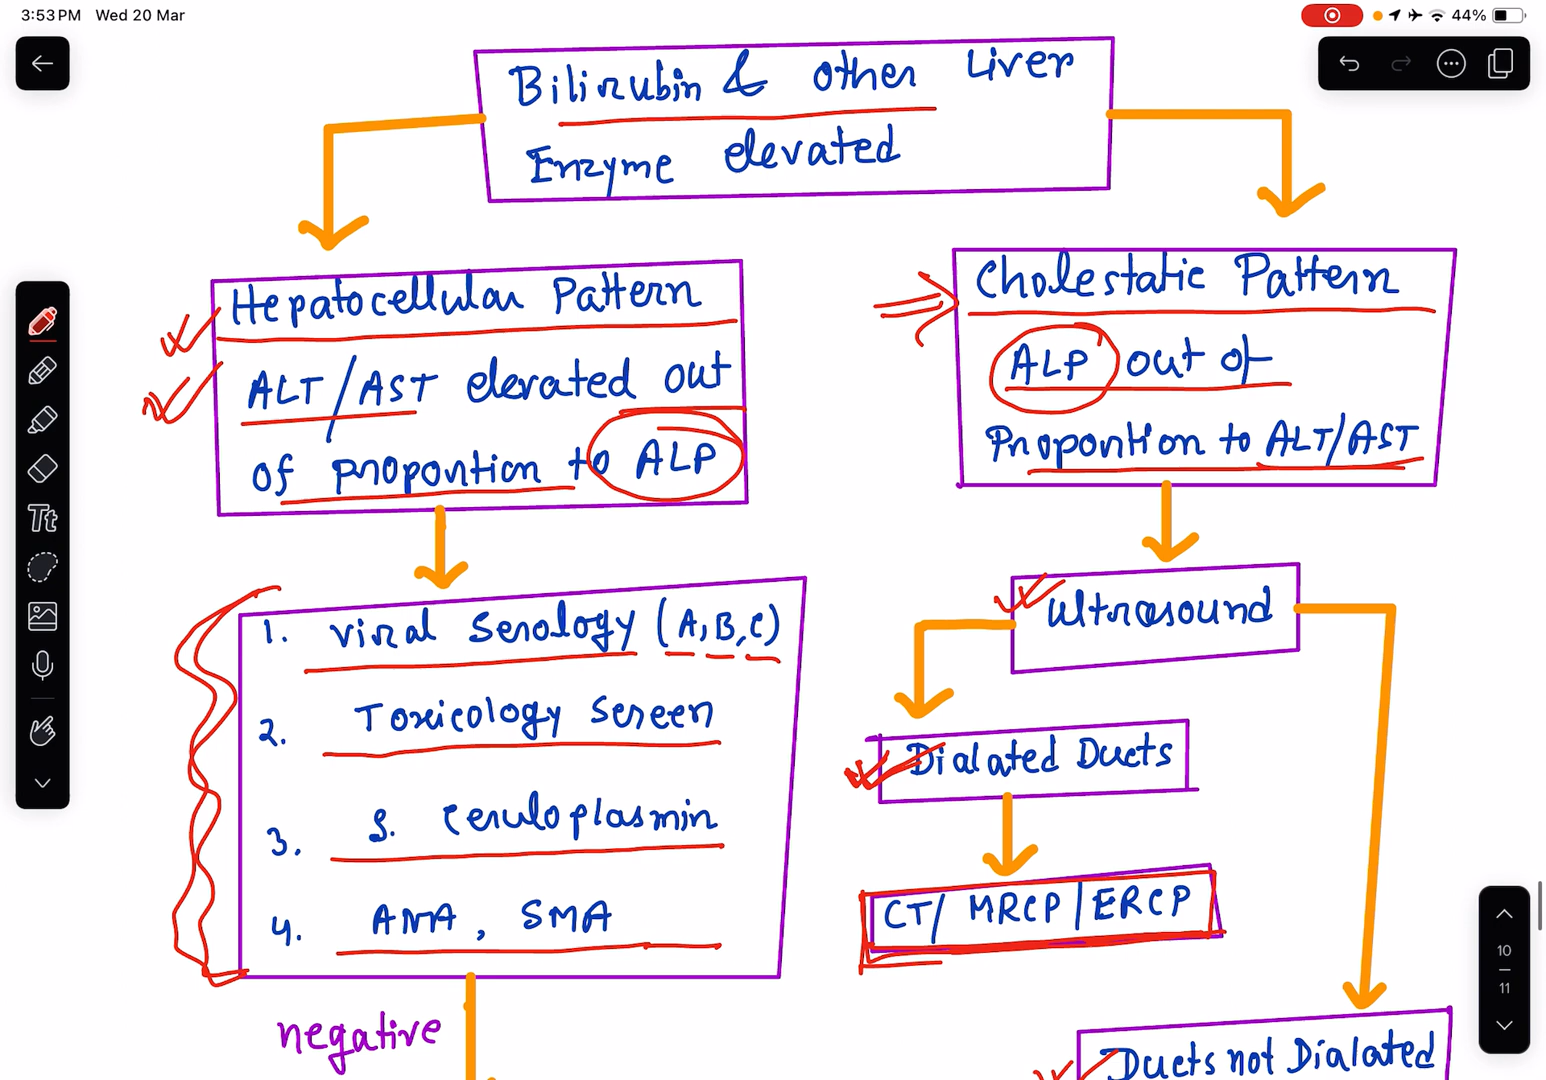 3:53 PM Wed 20 Mar
44%
Bilirubin & other Liver
Enzyme elevated
Hepatocellular Pattern
ALT/AST elevated out
of proportion to ALP
Cholestatic Pattern
ALP out of
Proportion to ALT/AST
1. Viral Serology (A,B,C)
2. Toxicology Screen
3. S. Ceruloplasmin
4. ANA, SMA
negative
Ultrasound
Dialated Ducts
CT/ MRCP/ERCP
Ducts not Dialated
Tt
10
11